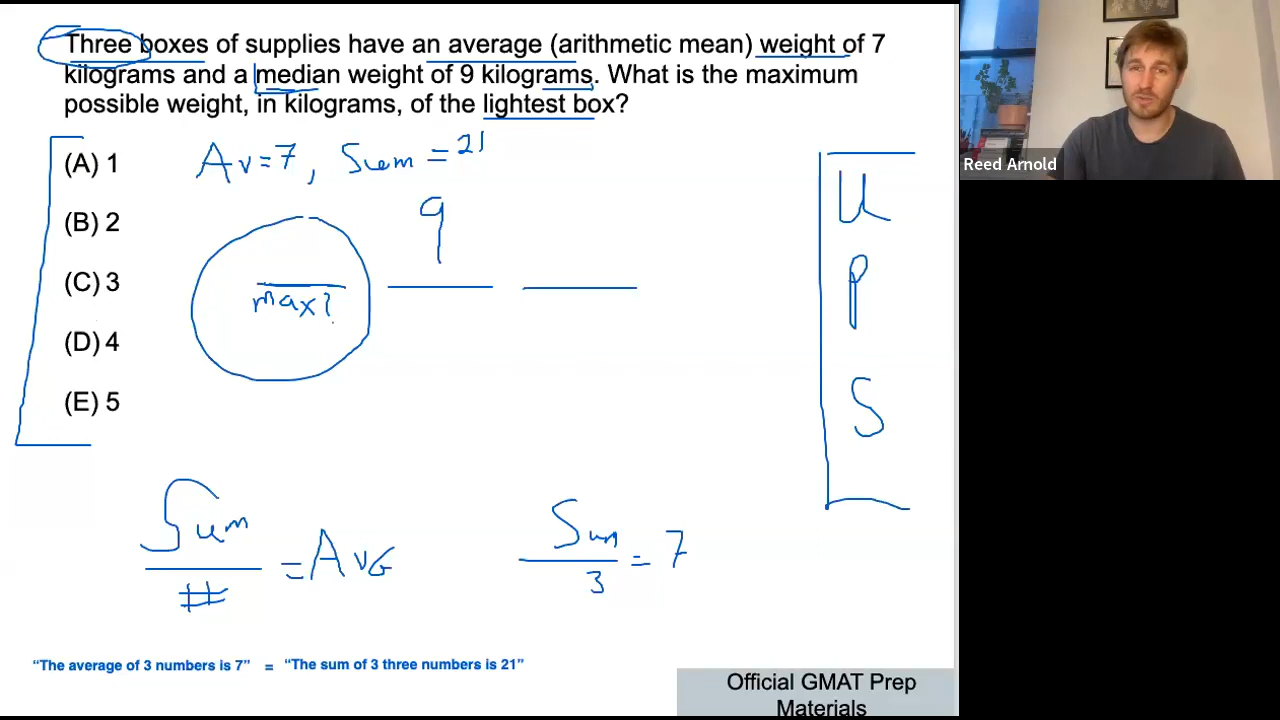 Three boxes of supplies have an average (arithmetic mean) weight of 7
kilograms and a median weight of 9 kilograms. What is the maximum
possible weight, in kilograms, of the lightest box?
(A) 1
(B) 2
(C) 3
(D) 4
(E) 5
Av=7, Sum = 21
9
max?
U
P
S
Sum
# = AVG
Sum
3 = 7
“The average of 3 numbers is 7” = “The sum of 3 three numbers is 21”
Official GMAT Prep
Materials
Reed Arnold